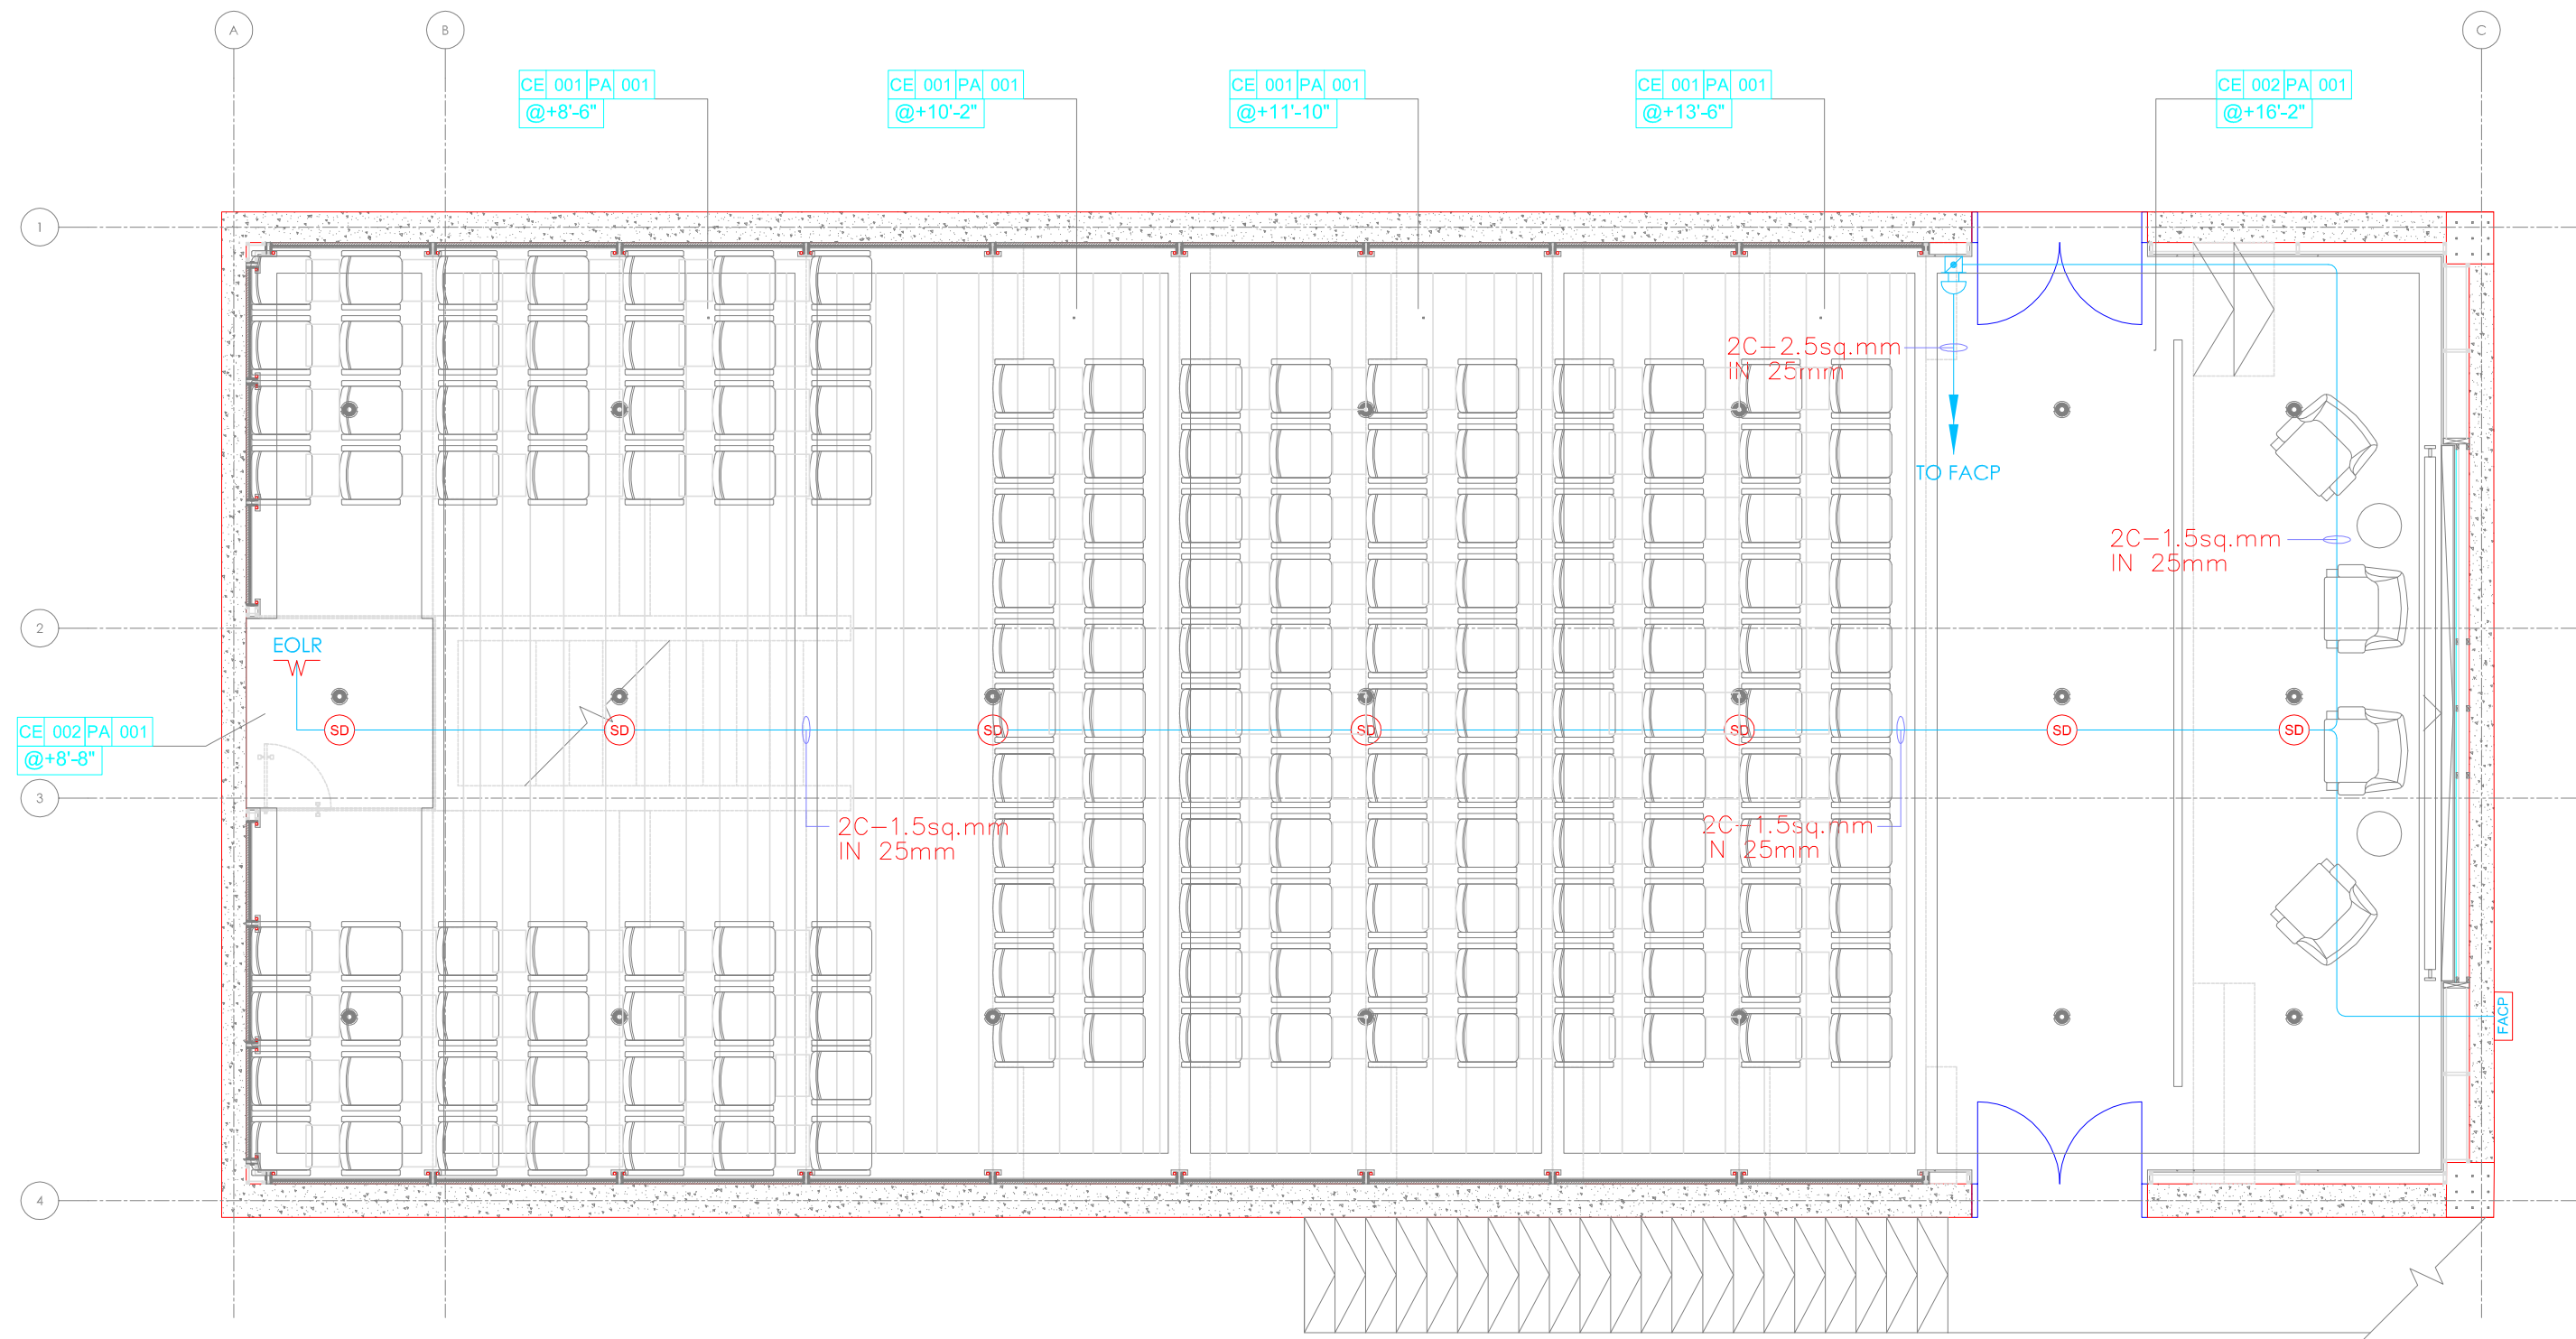 A
B
C
CE 001 PA 001
@+8'-6"
CE 001 PA 001
@+10'-2"
CE 001 PA 001
@+11'-10"
CE 001 PA 001
@+13'-6"
CE 002 PA 001
@+16'-2"
1
2C-2.5sq.mm
IN 25mm
TO FACP
2C-1.5sq.mm
IN 25mm
2
EOLR
CE 002 PA 001
@+8'-8"
SD
SD
SD
SD
SD
SD
SD
3
2C-1.5sq.mm
IN 25mm
2C-1.5sq.mm
IN 25mm
FACP
4